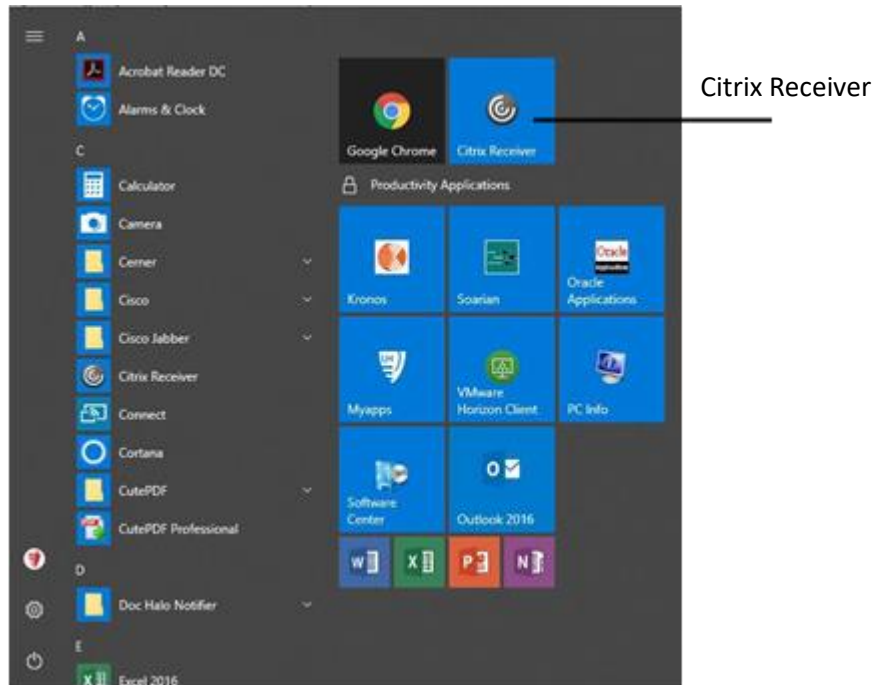 A
Acrobat Reader DC
Alarms & Clock
C
Calculator
Camera
Cerner
Cisco
Cisco Jabber
Citrix Receiver
Connect
Cortana
CutePDF
CutePDF Professional
D
Doc Halo Notifier
E
Excel 2016
Google Chrome
Citrix Receiver
Productivity Applications
Kronos
Soarian
Oracle
Oracle
Applications
Myapps
VMware
Horizon Client
PC Info
Software
Center
Outlook 2016
Citrix Receiver